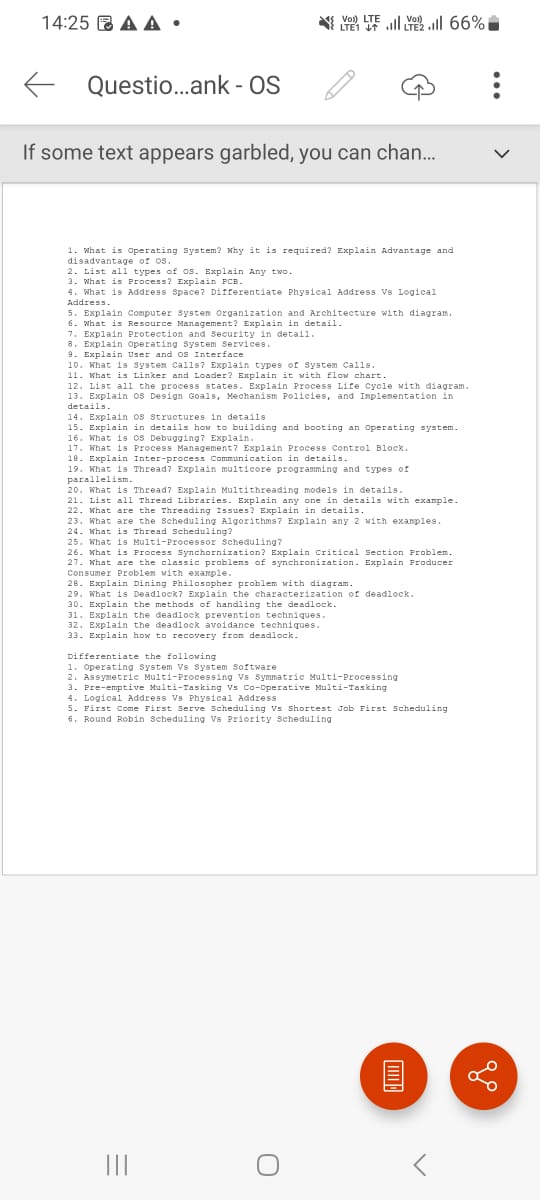 14:25
Vo)) LTE LTE1 Vo)) LTE2 66%
Questio...ank - OS
If some text appears garbled, you can chan...
1. What is Operating System? Why it is required? Explain Advantage and
disadvantage of OS.
2. List all types of OS. Explain Any two.
3. What is Process? Explain PCB.
4. What is Address Space? Differentiate Physical Address Vs Logical
Address.
5. Explain Computer System Organization and Architecture with diagram.
6. What is Resource Management? Explain in detail.
7. Explain Protection and Security in detail.
8. Explain Operating System Services.
9. Explain User and OS Interface
10. What is System Calls? Explain types of System Calls.
11. What is Linker and Loader? Explain it with flow chart.
12. List all the process states. Explain Process Life Cycle with diagram.
13. Explain OS Design Goals, Mechanism Policies, and Implementation in
details.
14. Explain OS Structures in details
15. Explain in details how to building and booting an Operating system.
16. What is OS Debugging? Explain.
17. What is Process Management? Explain Process Control Block.
18. Explain Inter-process Communication in details.
19. What is Thread? Explain multicore programming and types of
parallelism.
20. What is Thread? Explain Multithreading models in details.
21. List all Thread Libraries. Explain any one in details with example.
22. What are the Threading Issues? Explain in details.
23. What are the Scheduling Algorithms? Explain any 2 with examples.
24. What is Thread Scheduling?
25. What is Multi-Processor Scheduling?
26. What is Process Synchornization? Explain Critical Section Problem.
27. What are the classic problems of synchronization. Explain Producer
Consumer Problem with example.
28. Explain Dining Philosopher problem with diagram.
29. What is Deadlock? Explain the characterization of deadlock.
30. Explain the methods of handling the deadlock.
31. Explain the deadlock prevention techniques.
32. Explain the deadlock avoidance techniques.
33. Explain how to recovery from deadlock.
Differentiate the following
1. Operating System Vs System Software
2. Assymetric Multi-Processing Vs Symmatric Multi-Processing
3. Pre-emptive Multi-Tasking Vs Co-Operative Multi-Tasking
4. Logical Address Vs Physical Address
5. First Come First Serve Scheduling Vs Shortest Job First Scheduling
6. Round Robin Scheduling Vs Priority Scheduling